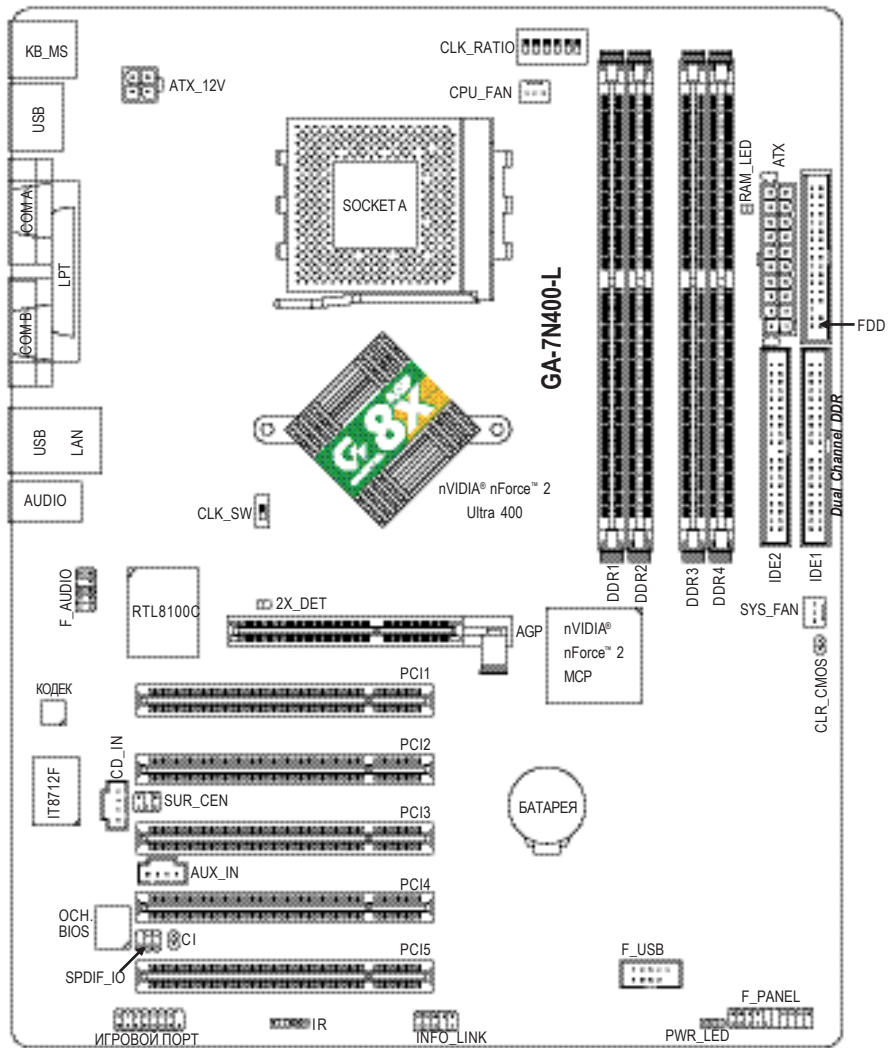 KB_MS
CLK_RATIO
ATX_12V
CPU_FAN
USB
RAM_LED
ATX
COM A
SOCKET A
LPT
COM B
GA-7N400-L
FDD
8X
AGP
USB
LAN
Dual Channel DDR
nVIDIA® nForce™ 2
Ultra 400
AUDIO
CLK_SW
DDR1
DDR2
DDR3
DDR4
IDE2
IDE1
F_AUDIO
RTL8100C
2X_DET
AGP
nVIDIA®
nForce™ 2
MCP
SYS_FAN
CLR_CMOS
PCI1
КОДЕК
CD_IN
PCI2
IT8712F
SUR_CEN
БАТАРЕЯ
PCI3
AUX_IN
PCI4
ОСН.
BIOS
CI
PCI5
F_USB
SPDIF_IO
F_PANEL
ИГРОВОЙ ПОРТ
IR
INFO_LINK
PWR_LED